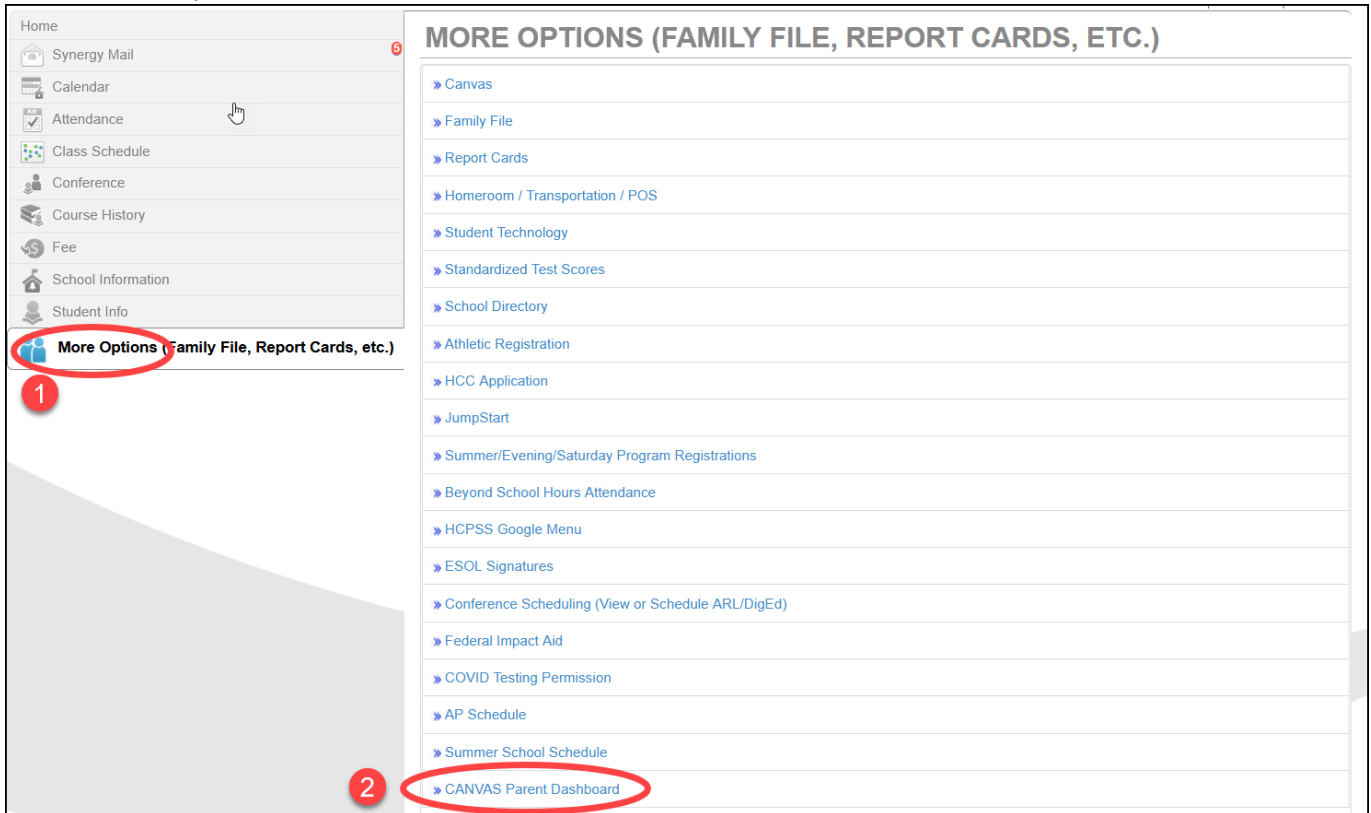 Home
Synergy Mail
5
Calendar
Attendance
Class Schedule
Conference
Course History
Fee
School Information
Student Info
More Options (Family File, Report Cards, etc.)
1
MORE OPTIONS (FAMILY FILE, REPORT CARDS, ETC.)
» Canvas
» Family File
» Report Cards
» Homeroom / Transportation / POS
» Student Technology
» Standardized Test Scores
» School Directory
» Athletic Registration
» HCC Application
» JumpStart
» Summer/Evening/Saturday Program Registrations
» Beyond School Hours Attendance
» HCPSS Google Menu
» ESOL Signatures
» Conference Scheduling (View or Schedule ARL/DigEd)
» Federal Impact Aid
» COVID Testing Permission
» AP Schedule
» Summer School Schedule
2
» CANVAS Parent Dashboard